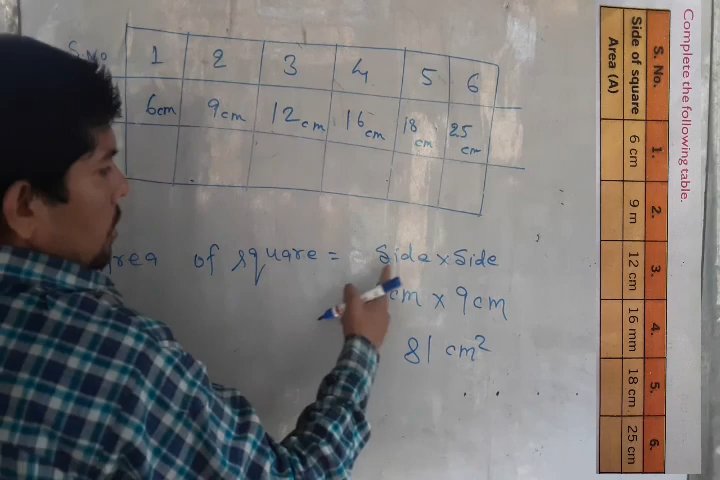 S.No 1 2 3 4 5 6
6cm 9cm 12cm 16cm 18cm 25cm
of square = Side x Side
cm x 9cm
81 cm²
Complete the following table.
S. No. 1. 2. 3. 4. 5. 6.
Side of square 6 cm 9 m 12 cm 16 mm 18 cm 25 cm
Area (A)